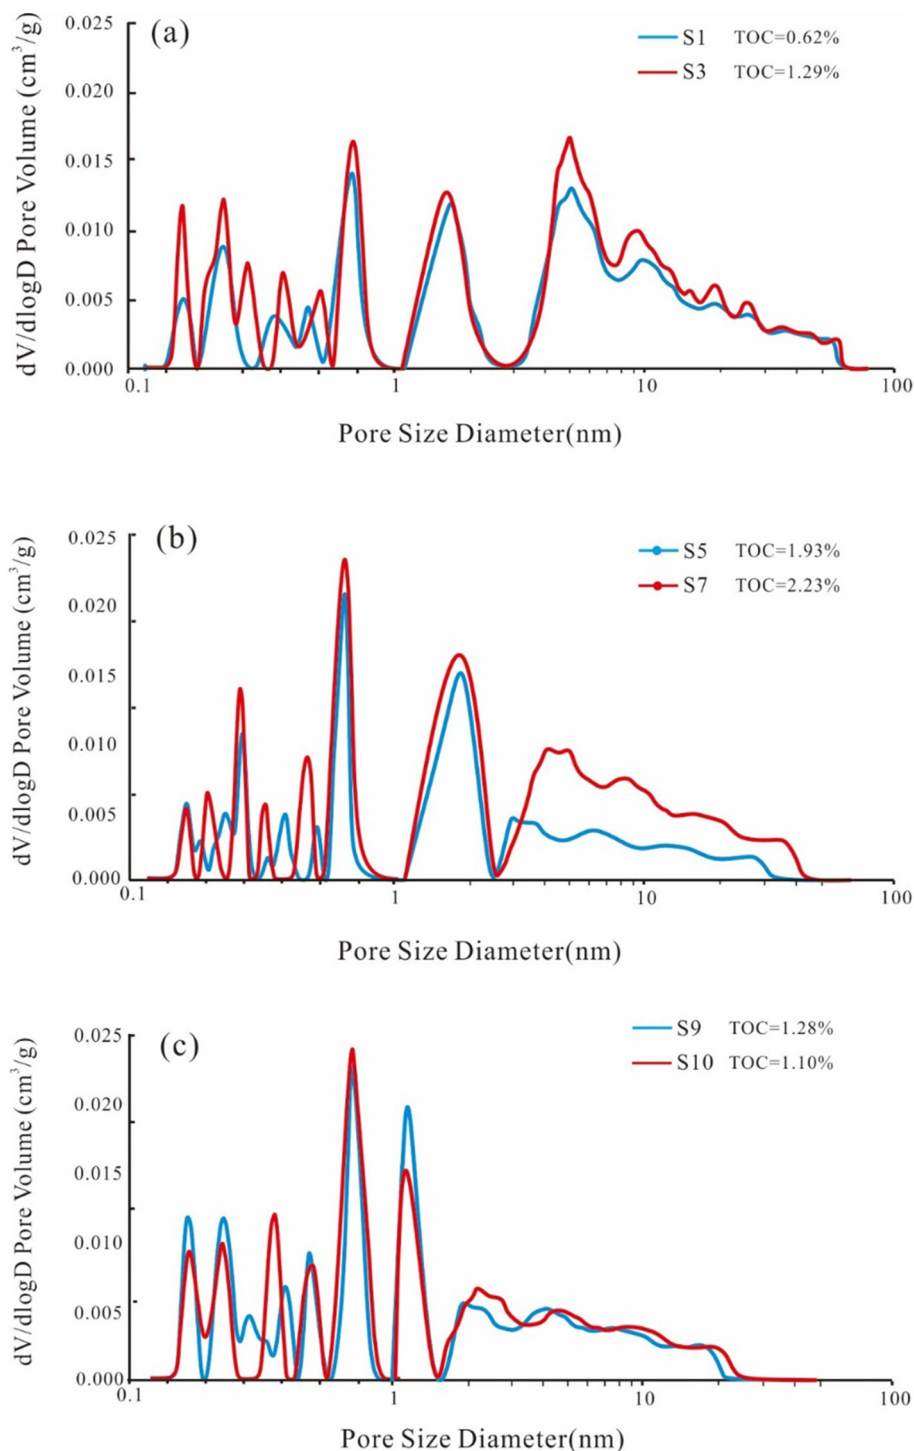 (a)
S1 TOC=0.62%
S3 TOC=1.29%
dV/dlogD Pore Volume (cm³/g)
0.025
0.020
0.015
0.010
0.005
0.000
0.1 1 10 100
Pore Size Diameter(nm)
(b)
S5 TOC=1.93%
S7 TOC=2.23%
dV/dlogD Pore Volume (cm³/g)
0.025
0.020
0.015
0.010
0.005
0.000
0.1 1 10 100
Pore Size Diameter(nm)
(c)
S9 TOC=1.28%
S10 TOC=1.10%
dV/dlogD Pore Volume (cm³/g)
0.025
0.020
0.015
0.010
0.005
0.000
0.1 1 10 100
Pore Size Diameter(nm)